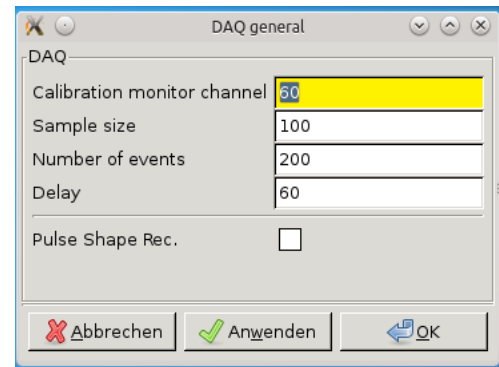 DAQ general
DAQ
Calibration monitor channel 60
Sample size 100
Number of events 200
Delay 60
Pulse Shape Rec.
Abbrechen Anwenden OK